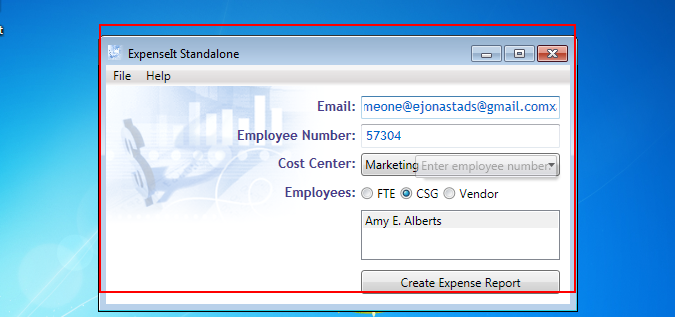 t
ExpenseIt Standalone
File Help
Email: meone@ejonastads@gmail.comx
Employee Number: 57304
Cost Center: Marketing Enter employee number
Employees: FTE CSG Vendor
Amy E. Alberts
Create Expense Report